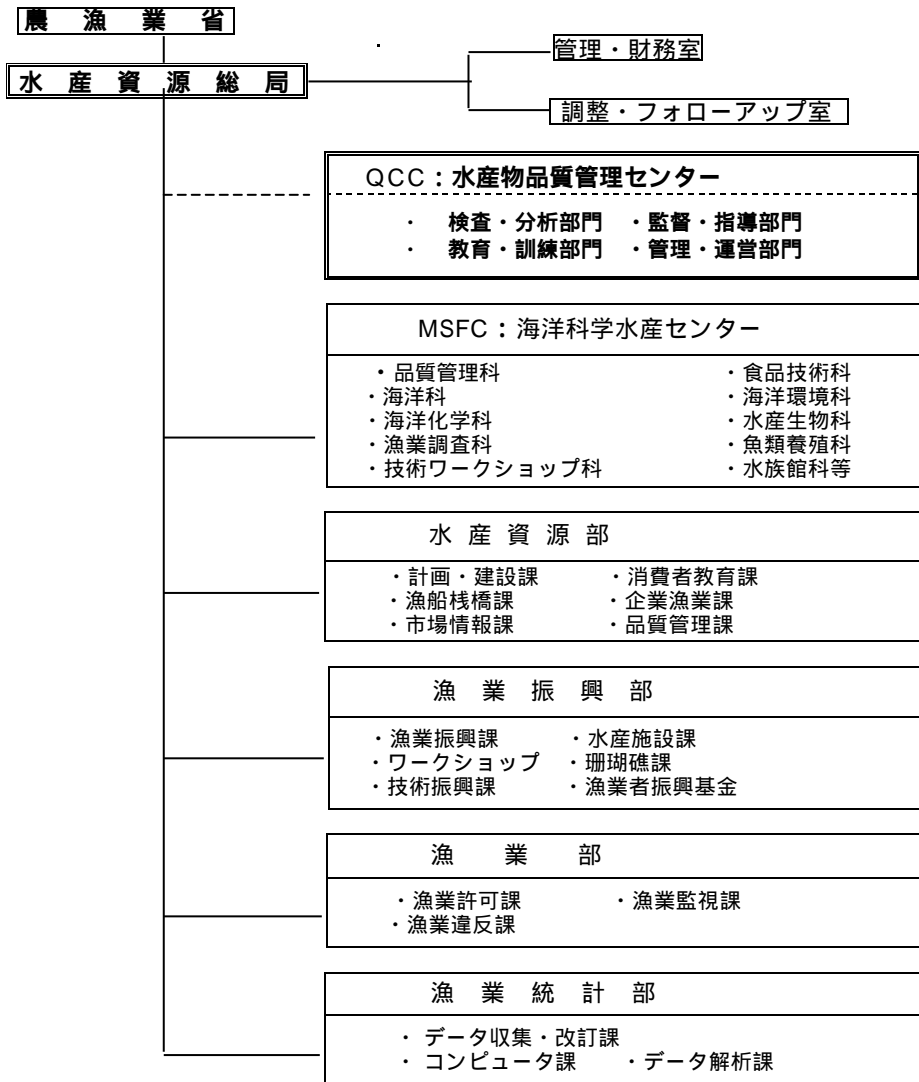 農漁業省
管理・財務室
水産資源総局
調整・フォローアップ室
QCC：水産物品質管理センター
・ 検査・分析部門 ・監督・指導部門
・ 教育・訓練部門 ・管理・運営部門
MSFC：海洋科学水産センター
・品質管理科 ・食品技術科
・海洋科 ・海洋環境科
・海洋化学科 ・水産生物科
・漁業調査科 ・魚類養殖科
・技術ワークショップ科 ・水族館科等
水産資源部
・計画・建設課 ・消費者教育課
・漁船桟橋課 ・企業漁業課
・市場情報課 ・品質管理課
漁業振興部
・漁業振興課 ・水産施設課
・ワークショップ ・珊瑚礁課
・技術振興課 ・漁業者振興基金
漁業部
・漁業許可課 ・漁業監視課
・漁業違反課
漁業統計部
・ データ収集・改訂課
・ コンピュータ課 ・データ解析課